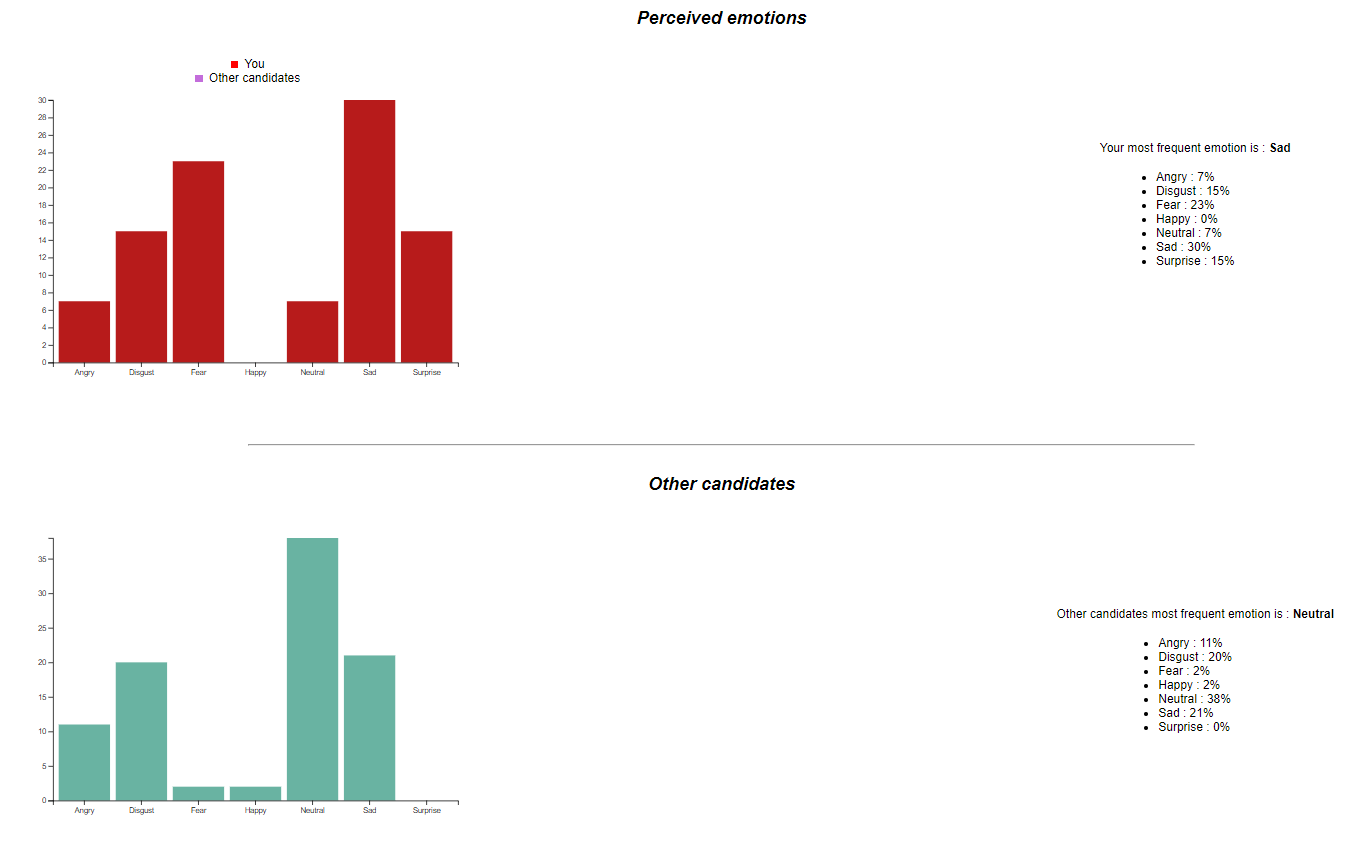 Perceived emotions
You
Other candidates
30
28
26
24
22
20
18
16
14
12
10
8
6
4
2
0
Angry Disgust Fear Happy Neutral Sad Surprise
Your most frequent emotion is : Sad
Angry : 7%
Disgust : 15%
Fear : 23%
Happy : 0%
Neutral : 7%
Sad : 30%
Surprise : 15%
Other candidates
35
30
25
20
15
10
5
0
Angry Disgust Fear Happy Neutral Sad Surprise
Other candidates most frequent emotion is : Neutral
Angry : 11%
Disgust : 20%
Fear : 2%
Happy : 2%
Neutral : 38%
Sad : 21%
Surprise : 0%